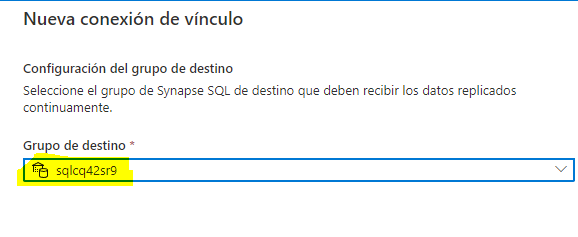 Nueva conexión de vínculo
Configuración del grupo de destino
Seleccione el grupo de Synapse SQL de destino que deben recibir los datos replicados
continuamente.
Grupo de destino *
sqlcq42sr9